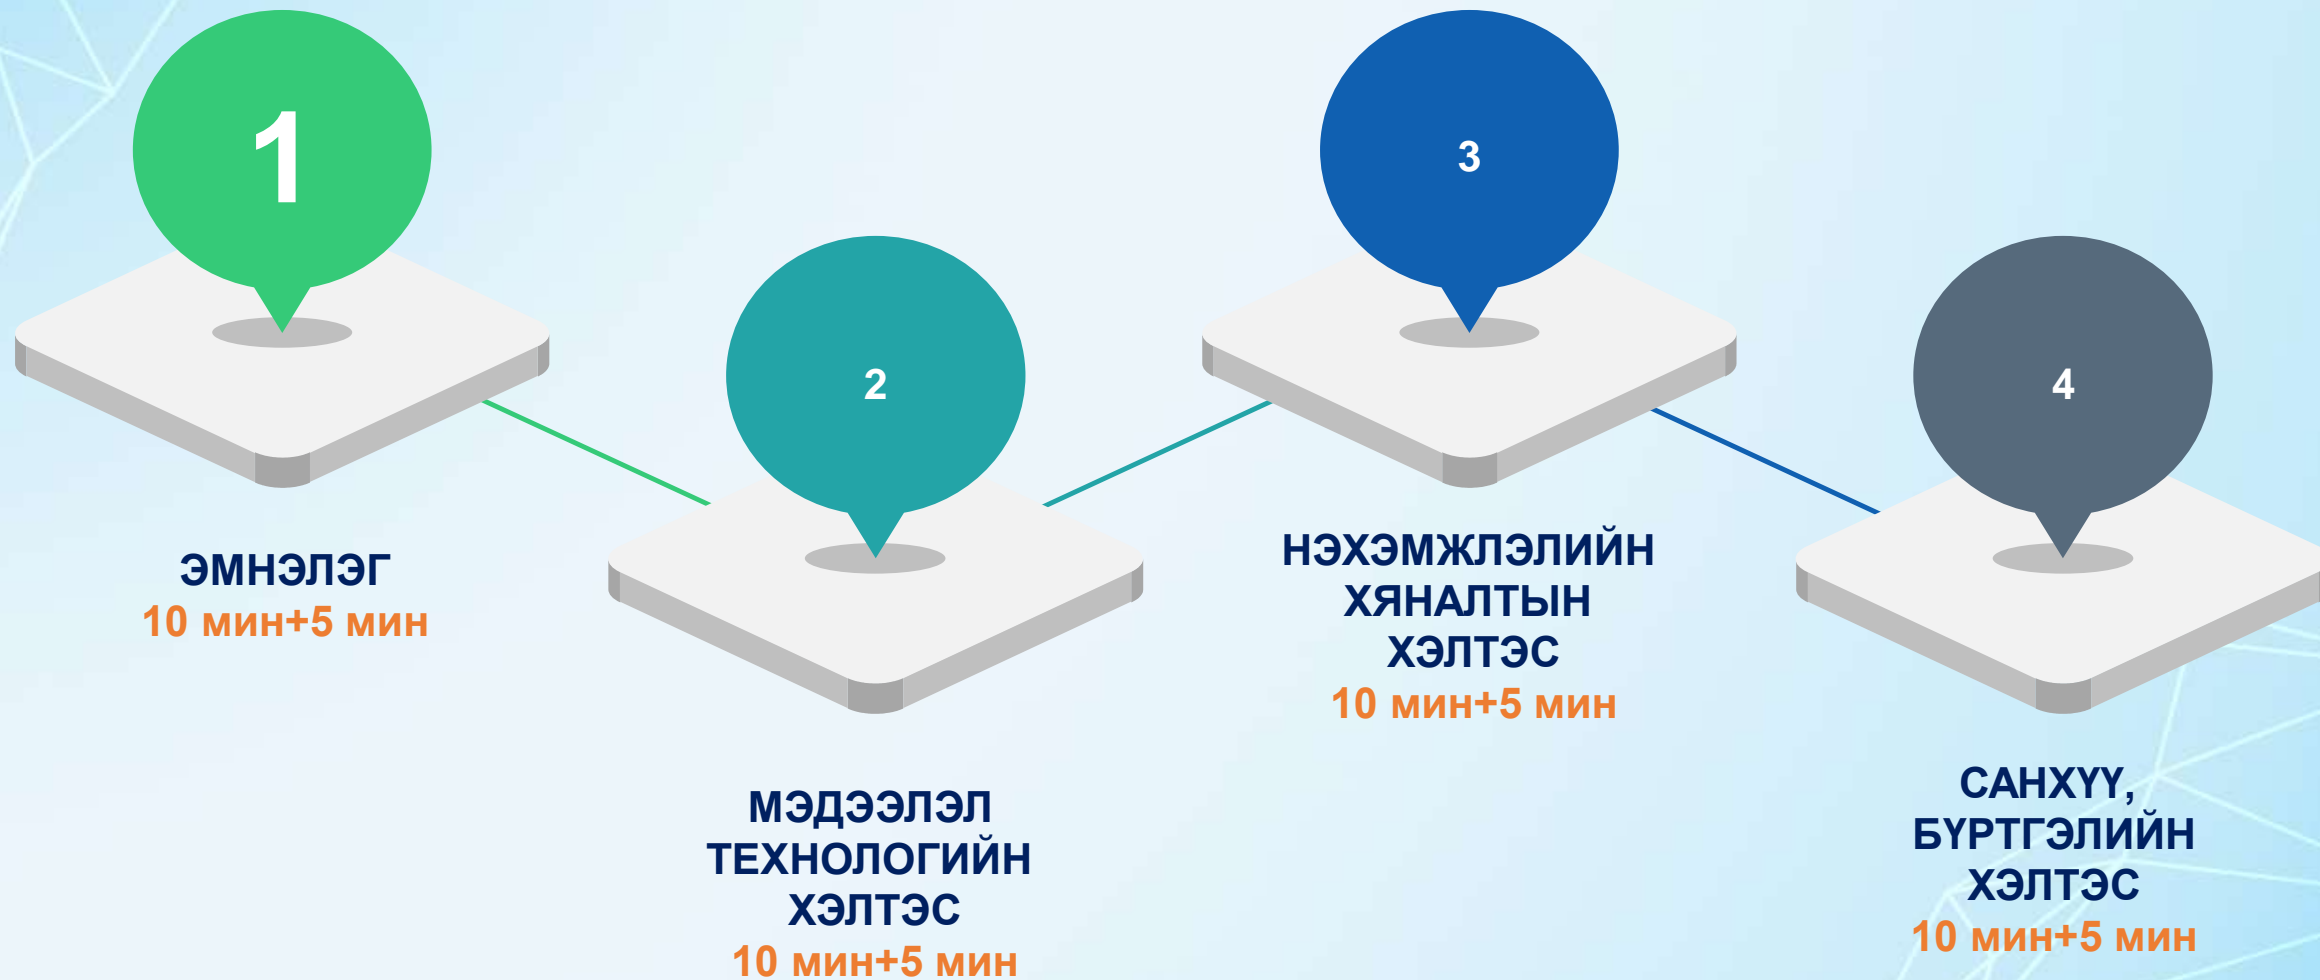 1
ЭМНЭЛЭГ
10 мин+5 мин
2
МЭДЭЭЛЭЛ
ТЕХНОЛОГИЙН
ХЭЛТЭС
10 мин+5 мин
3
НЭХЭМЖЛЭЛИЙН
ХЯНАЛТЫН
ХЭЛТЭС
10 мин+5 мин
4
САНХҮҮ,
БҮРТГЭЛИЙН
ХЭЛТЭС
10 мин+5 мин